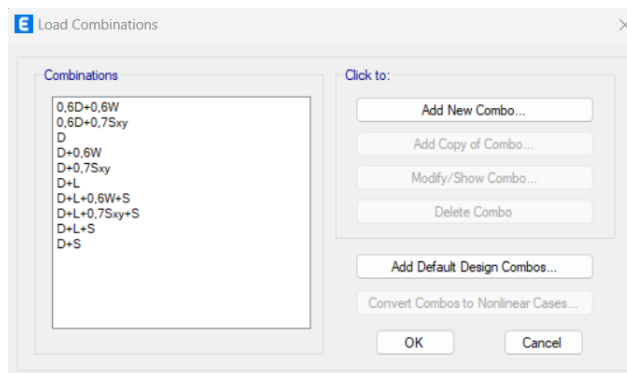 E Load Combinations
Combinations
0,6D+0,6W
0,6D+0,7Sxy
D
D+0,6W
D+0,7Sxy
D+L
D+L+0,6W+S
D+L+0,7Sxy+S
D+L+S
D+S
Click to:
Add New Combo...
Add Copy of Combo...
Modify/Show Combo...
Delete Combo
Add Default Design Combos...
Convert Combos to Nonlinear Cases...
OK
Cancel